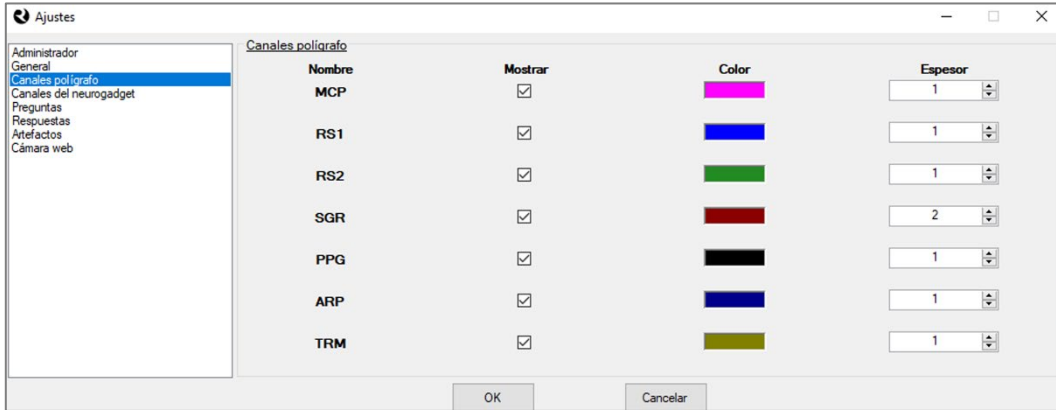 Ajustes
Administrador
General
Canales polígrafo
Canales del neurogadget
Preguntas
Respuestas
Artefactos
Cámara web
Canales polígrafo
Nombre Mostrar Color Espesor
MCP 1
RS1 1
RS2 1
SGR 2
PPG 1
ARP 1
TRM 1
OK Cancelar